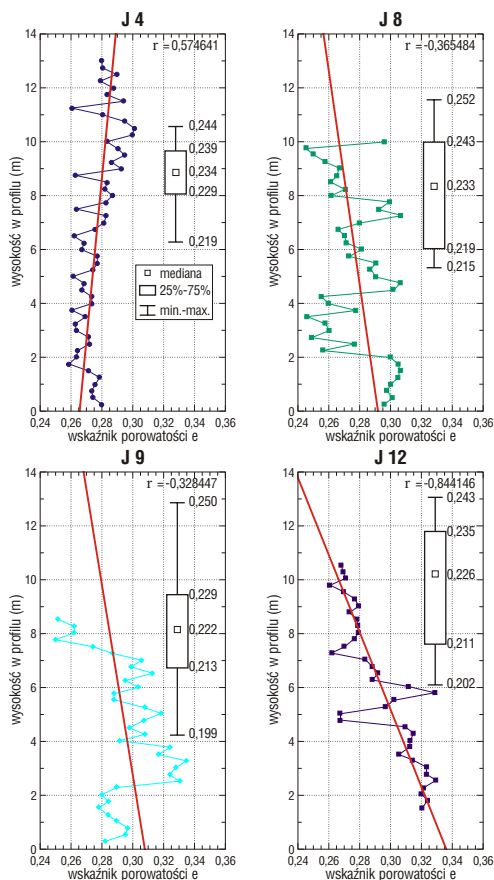 J 4
r = 0,574641
14
12
10
8
6
4
2
0
wysokość w profilu (m)
0,244
0,239
0,234
0,229
0,219
mediana
25%-75%
min.-max.
0,24 0,26 0,28 0,30 0,32 0,34 0,36
wskaźnik porowatości e
J 8
r =-0,365484
14
12
10
8
6
4
2
0
wysokość w profilu (m)
0,252
0,243
0,233
0,219
0,215
0,24 0,26 0,28 0,30 0,32 0,34 0,36
wskaźnik porowatości e
J 9
r =-0,328447
14
12
10
8
6
4
2
0
wysokość w profilu (m)
0,250
0,229
0,222
0,213
0,199
0,24 0,26 0,28 0,30 0,32 0,34 0,36
wskaźnik porowatości e
J 12
r =-0,844146
14
12
10
8
6
4
2
0
wysokość w profilu (m)
0,243
0,235
0,226
0,211
0,202
0,24 0,26 0,28 0,30 0,32 0,34 0,36
wskaźnik porowatości e